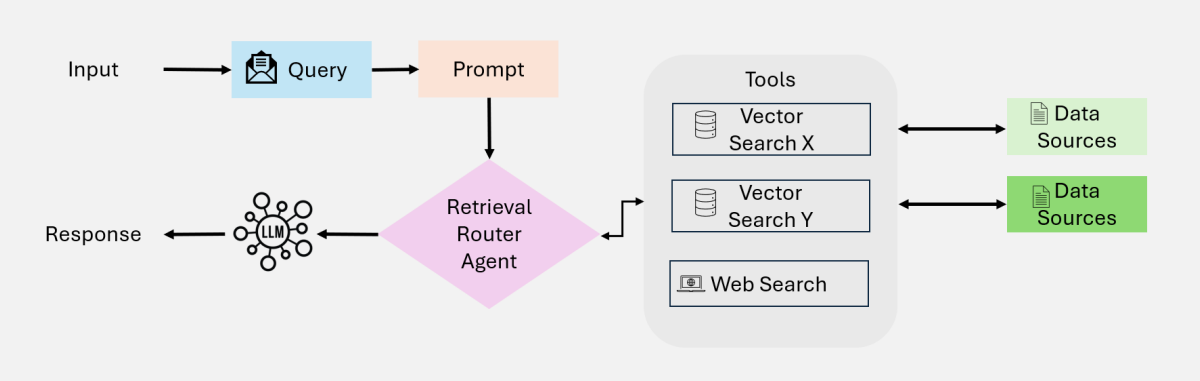 Input
Query
Prompt
Tools
Vector
Search X
Data
Sources
Vector
Search Y
Data
Sources
Web Search
Retrieval
Router
Agent
LLM
Response